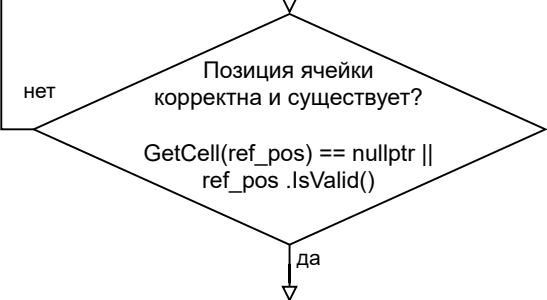 Позиция ячейки
нет
корректна и существует?
GetCell(ref_pos) == nullptr ||
ref_pos .IsValid()
да